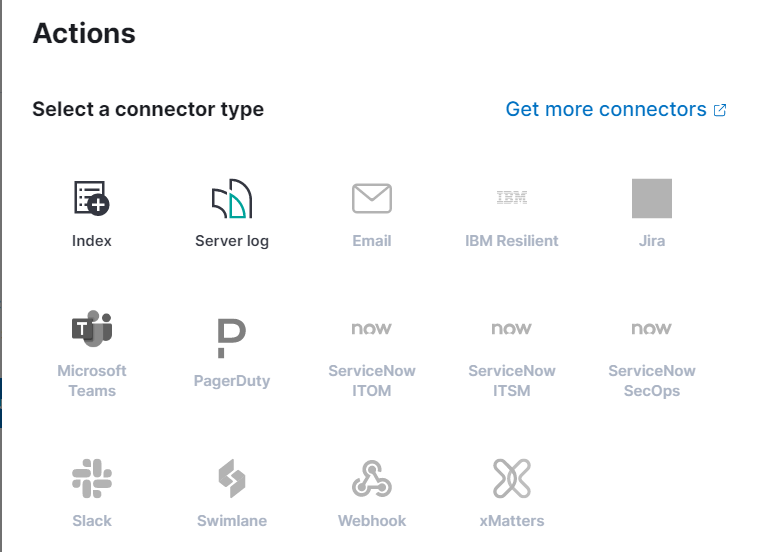 Actions
Select a connector type
Get more connectors
Index
Server log
Email
IBM
IBM Resilient
Jira
T
Microsoft
Teams
P
PagerDuty
now
ServiceNow
ITOM
now
ServiceNow
ITSM
now
ServiceNow
SecOps
Slack
Swimlane
Webhook
xMatters